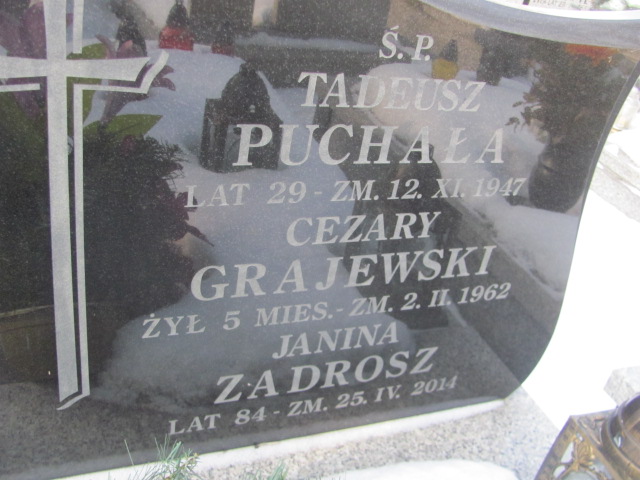 Ś.P.
TADEUSZ
PUCHAŁA
LAT 29 - ZM. 12. XI. 1947
CEZARY
GRAJEWSKI
ŻYŁ 5 MIES. - ZM. 2. II. 1962
JANINA
ZADROSZ
LAT 84 - ZM. 25. IV. 2014